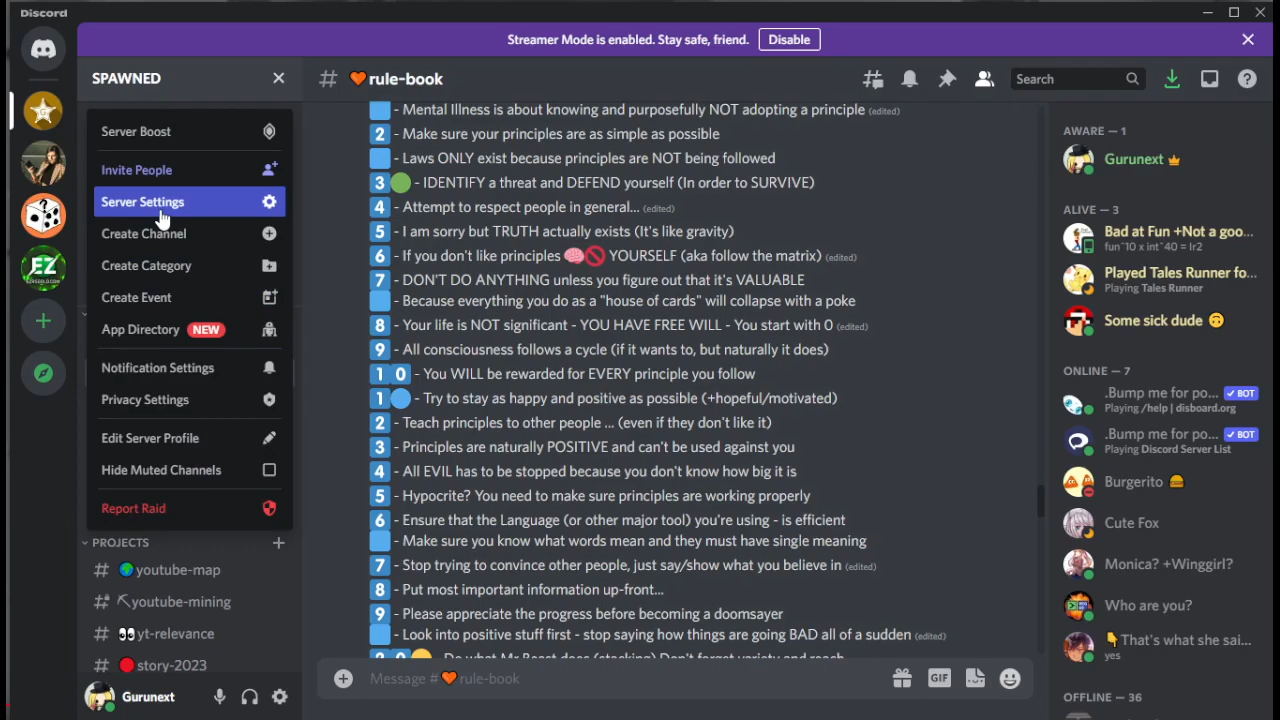 Discord
Streamer Mode is enabled. Stay safe, friend. Disable
SPAWNED
Server Boost
Invite People
Server Settings
Create Channel
Create Category
Create Event
App Directory NEW
Notification Settings
Privacy Settings
Edit Server Profile
Hide Muted Channels
Report Raid
PROJECTS
# 🌍youtube-map
# ⛏youtube-mining
# 👀yt-relevance
# 🔴story-2023
Gurunext
# 🧡rule-book
Search
- Mental Illness is about knowing and purposefully NOT adopting a principle (edited)
2 - Make sure your principles are as simple as possible
- Laws ONLY exist because principles are NOT being followed
3 🟢 - IDENTIFY a threat and DEFEND yourself (In order to SURVIVE)
4 - Attempt to respect people in general... (edited)
5 - I am sorry but TRUTH actually exists (It's like gravity)
6 - If you don't like principles 🧠🚫 YOURSELF (aka follow the matrix) (edited)
7 - DON'T DO ANYTHING unless you figure out that it's VALUABLE
- Because everything you do as a "house of cards" will collapse with a poke
8 - Your life is NOT significant - YOU HAVE FREE WILL - You start with 0 (edited)
9 - All consciousness follows a cycle (if it wants to, but naturally it does)
1 0 - You WILL be rewarded for EVERY principle you follow
1 🔵 - Try to stay as happy and positive as possible (+hopeful/motivated)
2 - Teach principles to other people ... (even if they don't like it)
3 - Principles are naturally POSITIVE and can't be used against you
4 - All EVIL has to be stopped because you don't know how big it is
5 - Hypocrite? You need to make sure principles are working properly
6 - Ensure that the Language (or other major tool) you're using - is efficient
- Make sure you know what words mean and they must have single meaning
7 - Stop trying to convince other people, just say/show what you believe in (edited)
8 - Put most important information up-front...
9 - Please appreciate the progress before becoming a doomsayer
- Look into positive stuff first - stop saying how things are going BAD all of a sudden (edited)
2 0 🟡 - Do what Mr Beast does (stacking) Don't forget variety and reach
Message #🧡rule-book
GIF
AWARE — 1
Gurunext
ALIVE — 3
Bad at Fun +Not a goo...
fun^10 x int^40 = lr2
Played Tales Runner fo...
Playing Tales Runner
Some sick dude 🙃
ONLINE — 7
.Bump me for po... ✓ BOT
Playing /help | disboard.org
.Bump me for po... ✓ BOT
Playing Discord Server List
Burgerito 🍔
Cute Fox
Monica? +Winggirl?
Who are you?
👇That's what she sai...
yes
OFFLINE — 36